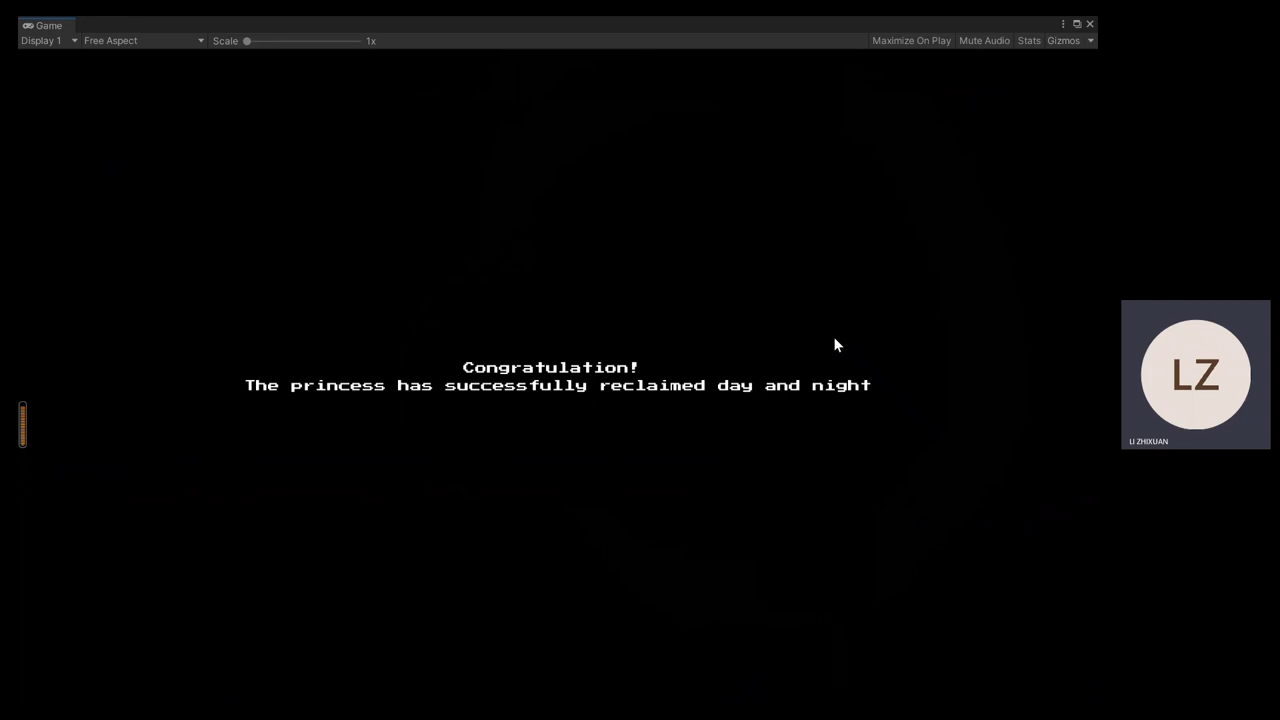 Game
Display 1 Free Aspect Scale 1x Maximize On Play Mute Audio Stats Gizmos
Congratulation!
The princess has successfully reclaimed day and night
LZ
LI ZHIXUAN